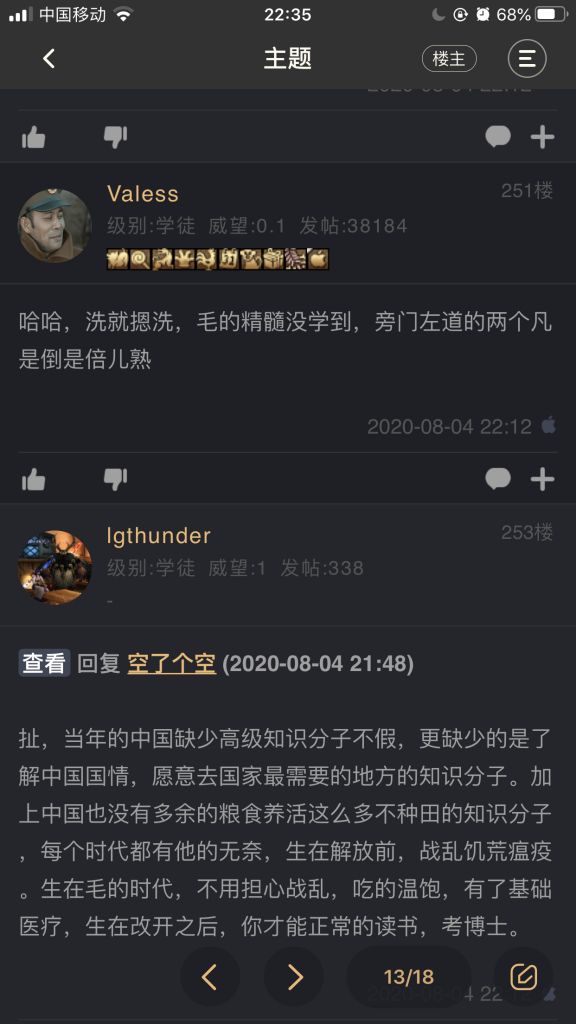 中国移动
22:35
68%
主题
楼主
Valess
251楼
级别:学徒 威望:0.1 发帖:38184
哈哈，洗就摁洗，毛的精髓没学到，旁门左道的两个凡
是倒是倍儿熟
2020-08-04 22:12
lgthunder
253楼
级别:学徒 威望:1 发帖:338
-
查看 回复 空了个空 (2020-08-04 21:48)
扯，当年的中国缺少高级知识分子不假，更缺少的是了
解中国国情，愿意去国家最需要的地方的知识分子。加
上中国也没有多余的粮食养活这么多不种田的知识分子
，每个时代都有他的无奈，生在解放前，战乱饥荒瘟疫
。生在毛的时代，不用担心战乱，吃的温饱，有了基础
医疗，生在改开之后，你才能正常的读书，考博士。
13/18